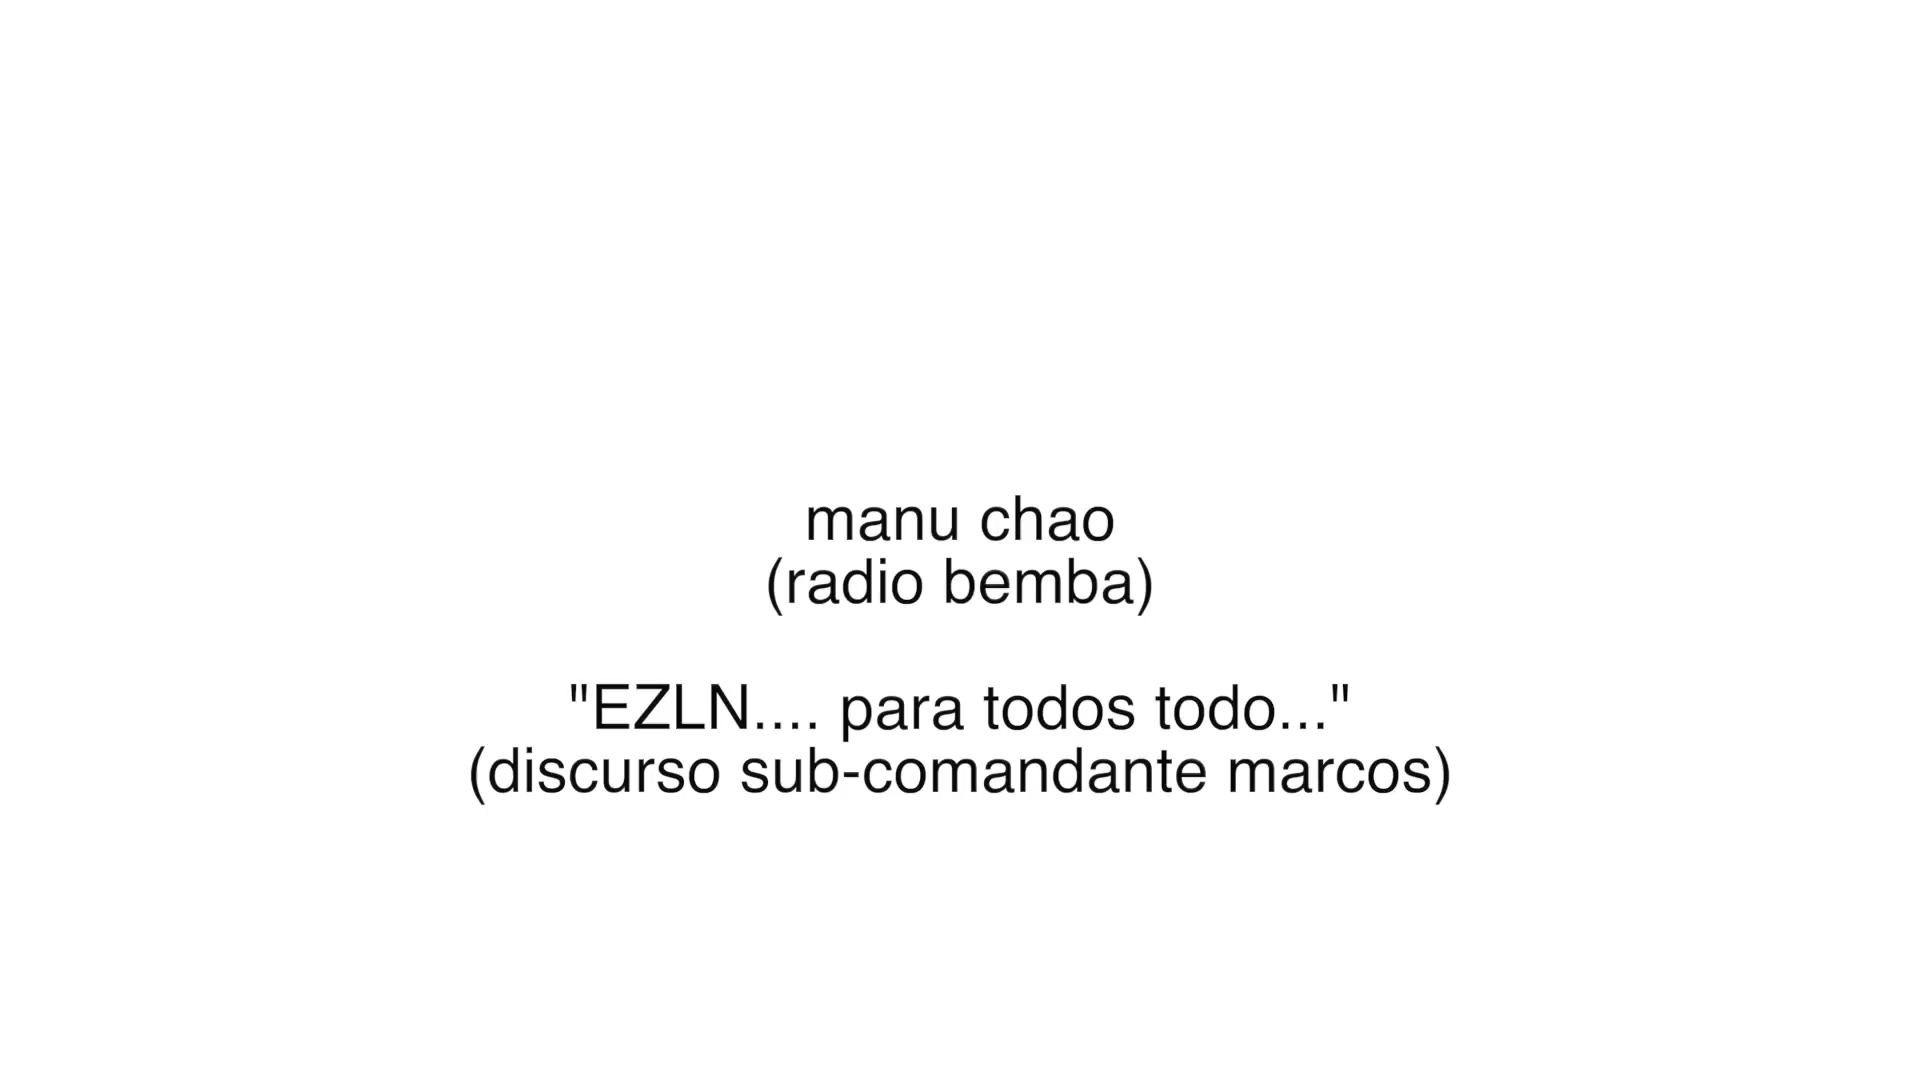 manu chao
(radio bemba)
"EZLN.... para todos todo..."
(discurso sub-comandante marcos)